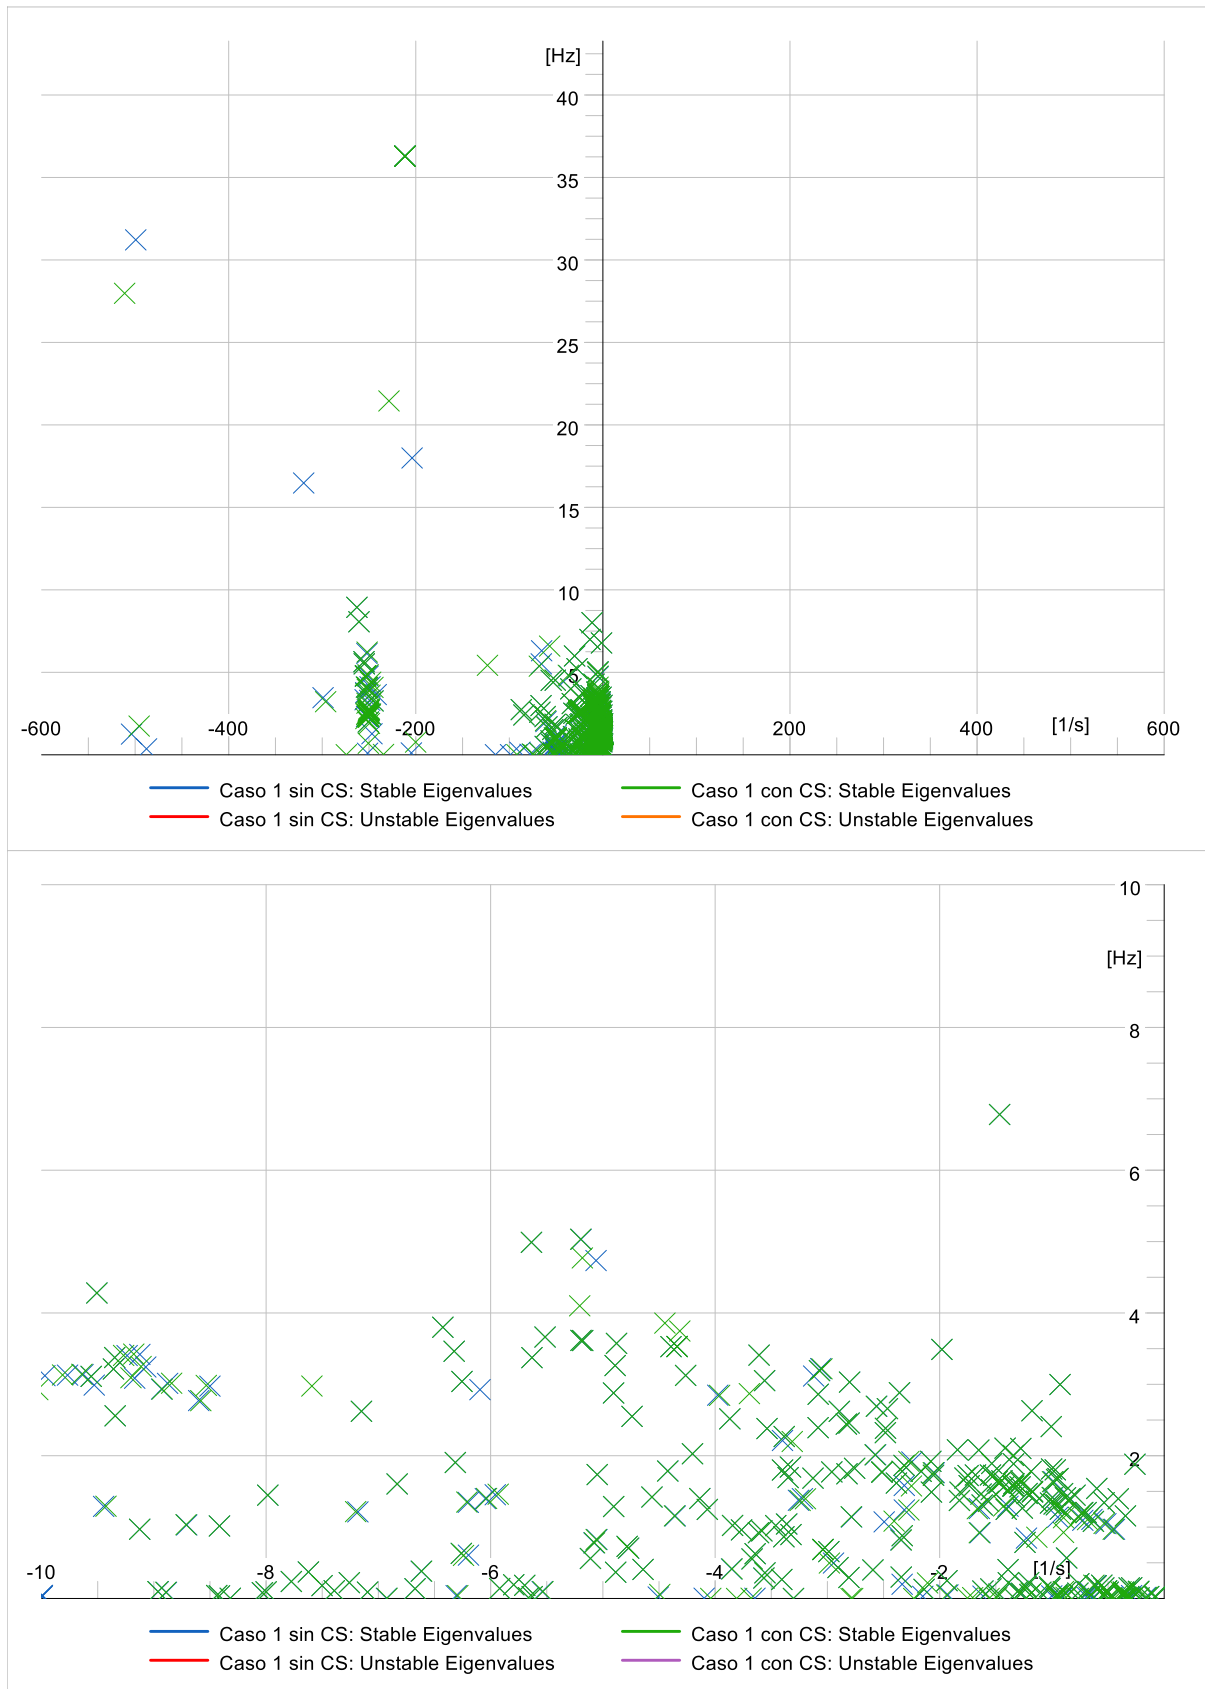 [Hz]
40
35
30
25
20
15
10
5
-600 -400 -200 200 400 [1/s] 600
Caso 1 sin CS: Stable Eigenvalues Caso 1 con CS: Stable Eigenvalues
Caso 1 sin CS: Unstable Eigenvalues Caso 1 con CS: Unstable Eigenvalues
10
[Hz]
8
6
4
2
-10 -8 -6 -4 -2 [1/s]
Caso 1 sin CS: Stable Eigenvalues Caso 1 con CS: Stable Eigenvalues
Caso 1 sin CS: Unstable Eigenvalues Caso 1 con CS: Unstable Eigenvalues